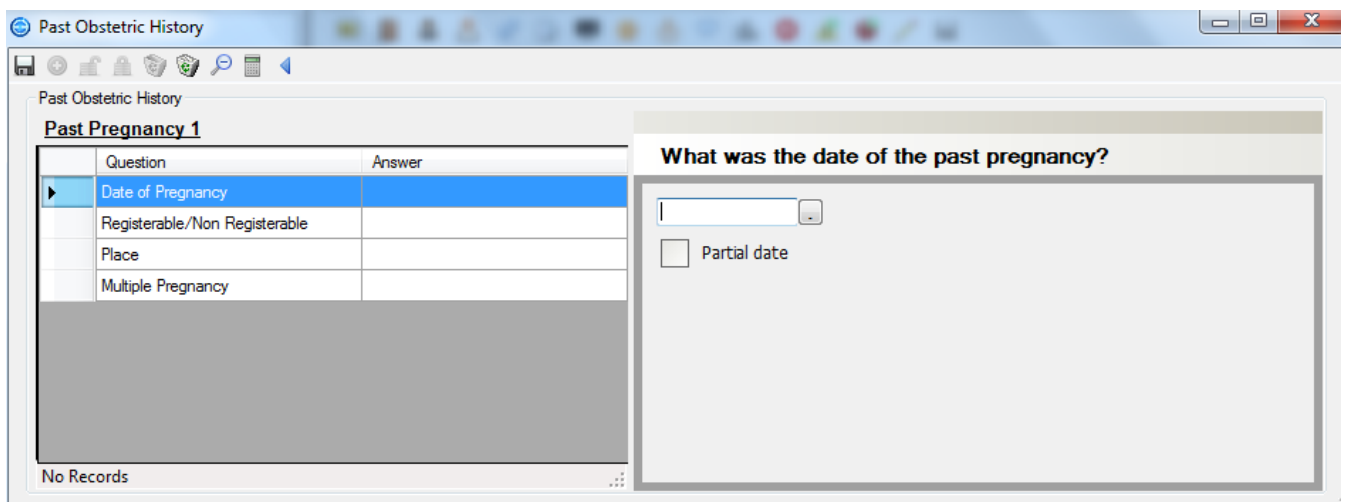 Past Obstetric History
Past Obstetric History
Past Pregnancy 1
Question Answer
Date of Pregnancy
Registerable/Non Registerable
Place
Multiple Pregnancy
No Records
What was the date of the past pregnancy?
.
Partial date